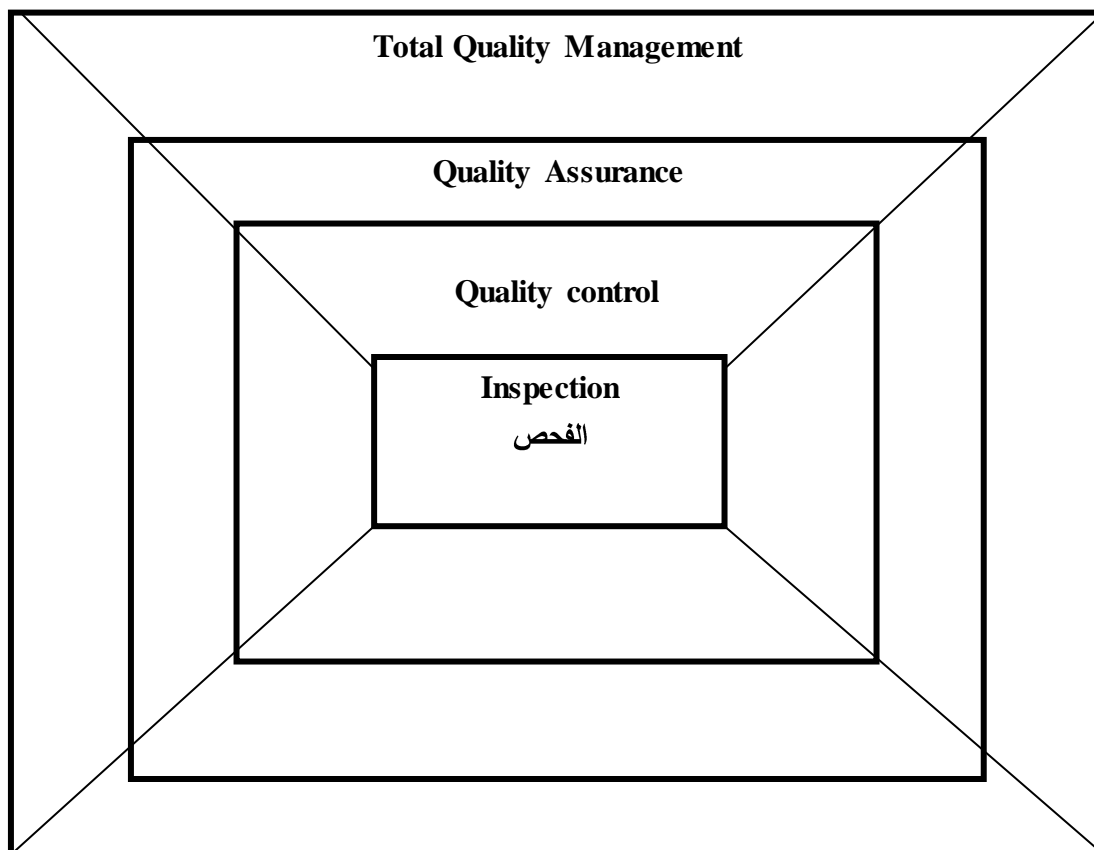 Total Quality Management
Quality Assurance
Quality control
Inspection
الفحص